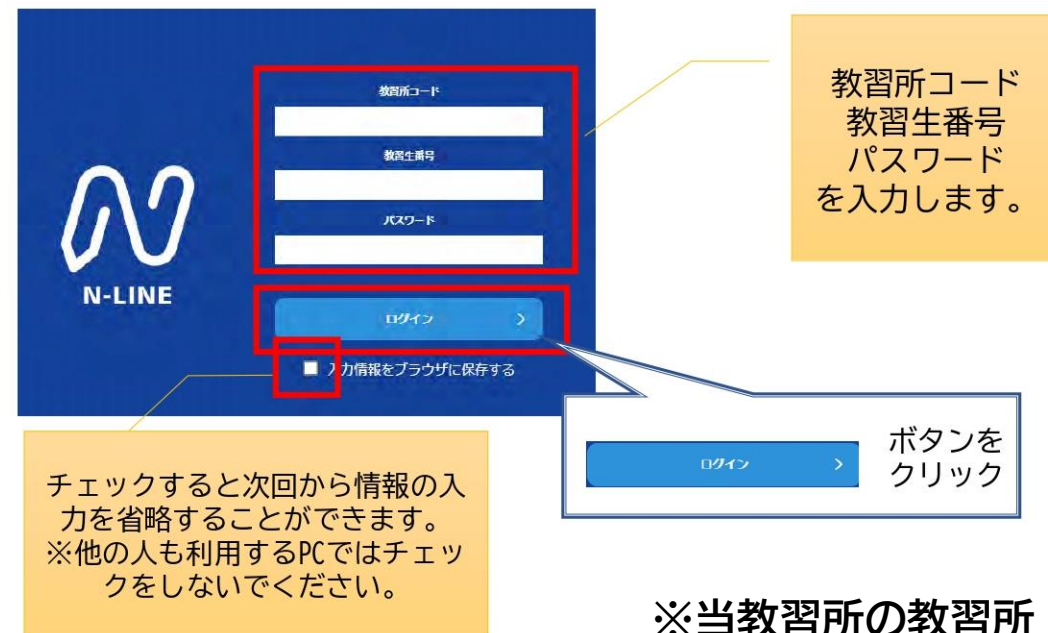 教習所コード
教習生番号
パスワード
N-LINE
ログイン
入力情報をブラウザに保存する
教習所コード
教習生番号
パスワード
を入力します。
ログイン
ボタンを
クリック
チェックすると次回から情報の入
力を省略することができます。
※他の人も利用するPCではチェッ
クをしないでください。
※当教習所の教習所